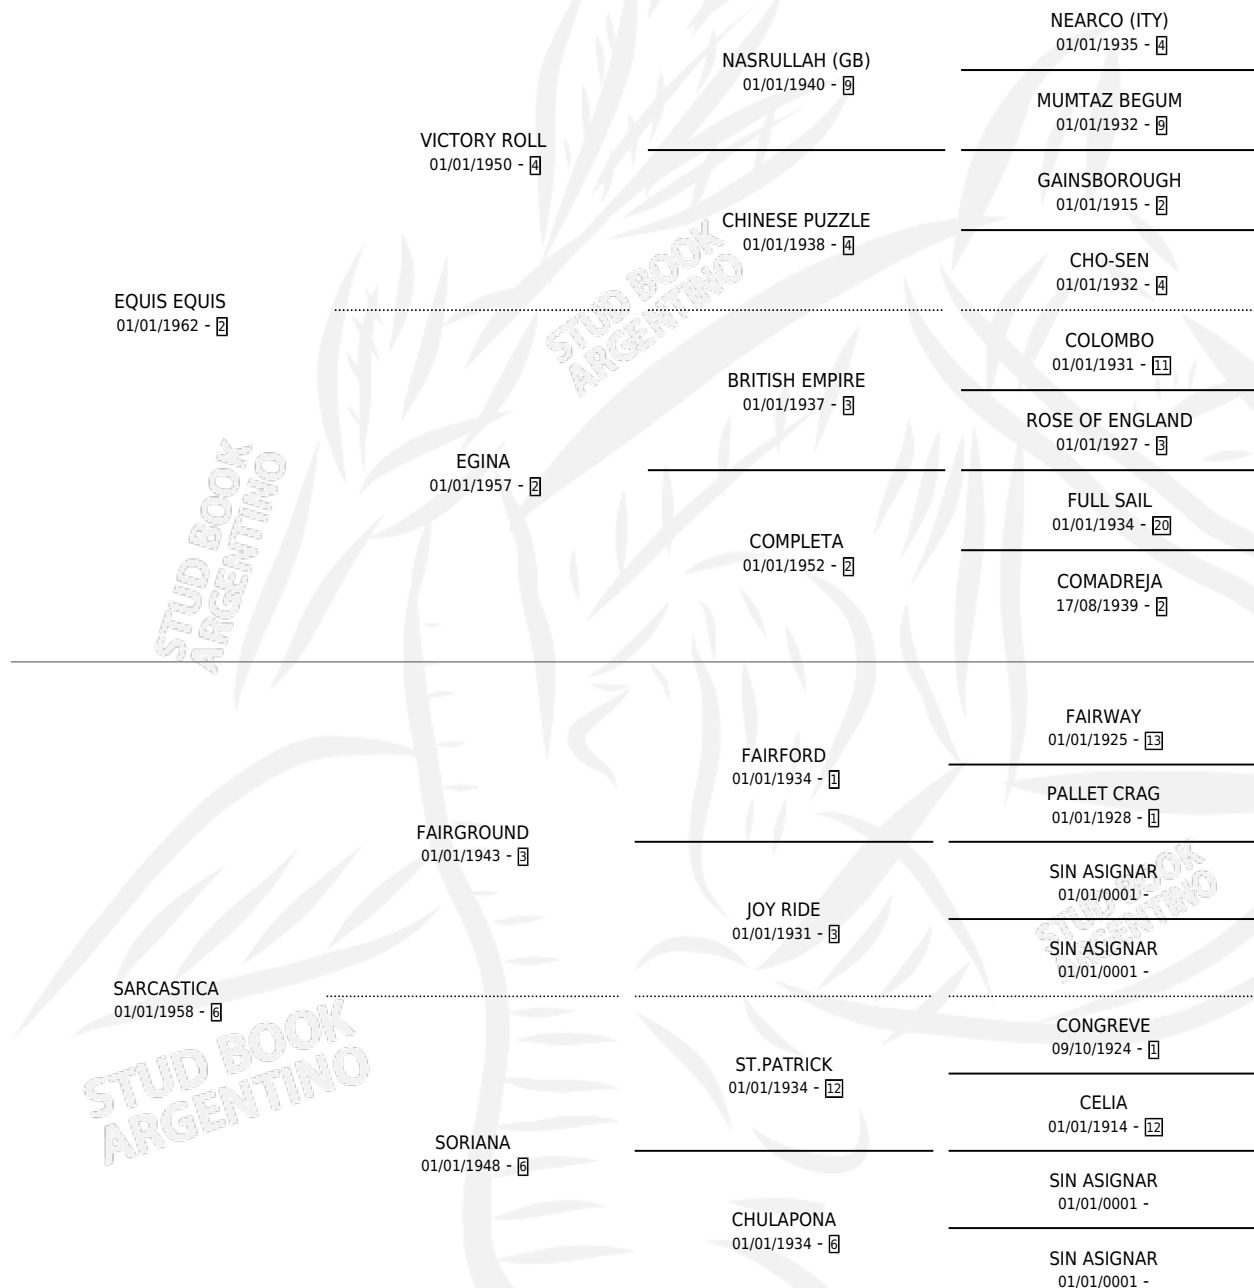 NEARCO (ITY)
01/01/1935 - 4
NASRULLAH (GB)
01/01/1940 - 9
MUMTAZ BEGUM
01/01/1932 - 9
VICTORY ROLL
01/01/1950 - 4
GAINSBOROUGH
01/01/1915 - 2
CHINESE PUZZLE
01/01/1938 - 4
CHO-SEN
01/01/1932 - 4
EQUIS EQUIS
01/01/1962 - 2
STUD BOOK
ARGENTINO
COLOMBO
01/01/1931 - 11
BRITISH EMPIRE
01/01/1937 - 3
ROSE OF ENGLAND
01/01/1927 - 3
EGINA
01/01/1957 - 2
FULL SAIL
01/01/1934 - 20
COMPLETA
01/01/1952 - 2
COMADREJA
17/08/1939 - 2
STUD BOOK
ARGENTINO
FAIRWAY
01/01/1925 - 13
FAIRFORD
01/01/1934 - 1
PALLET CRAG
01/01/1928 - 1
FAIRGROUND
01/01/1943 - 3
SIN ASIGNAR
01/01/0001 -
JOY RIDE
01/01/1931 - 3
SIN ASIGNAR
01/01/0001 -
STUD BOOK
ARGENTINO
SARCASTICA
01/01/1958 - 6
CONGREVE
09/10/1924 - 1
ST.PATRICK
01/01/1934 - 12
CELIA
01/01/1914 - 12
STUD BOOK
ARGENTINO
SORIANA
01/01/1948 - 6
SIN ASIGNAR
01/01/0001 -
CHULAPONA
01/01/1934 - 6
SIN ASIGNAR
01/01/0001 -